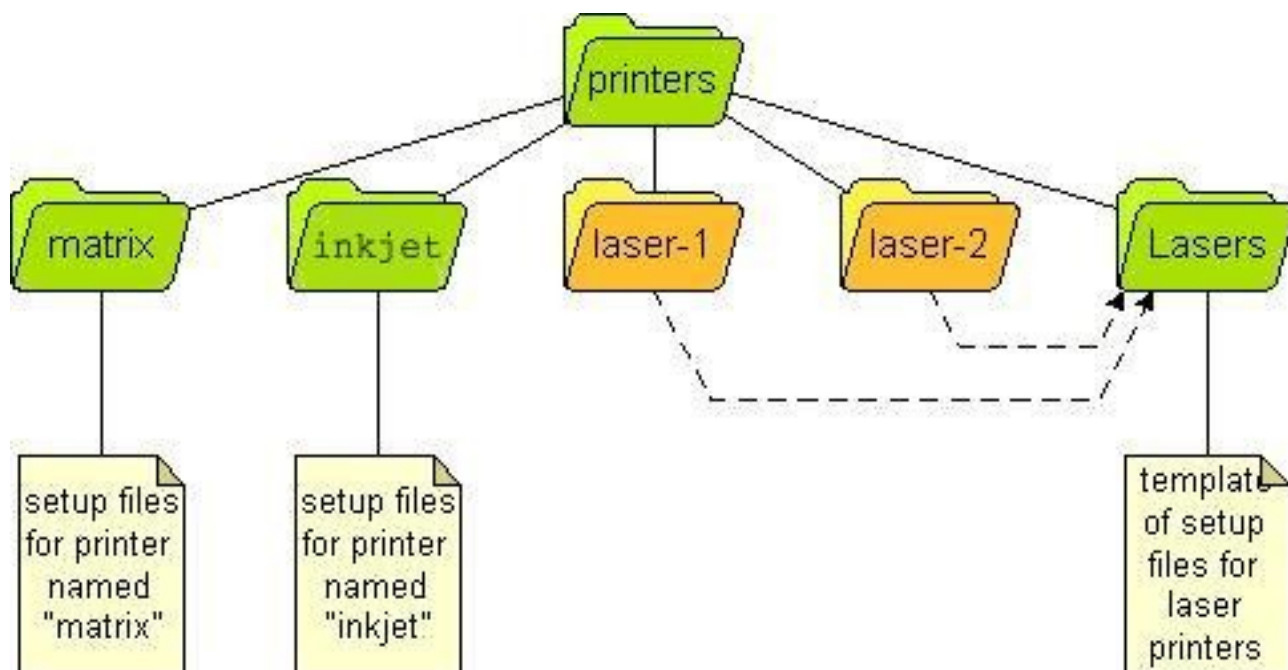 printers
matrix
inkjet
laser-1
laser-2
Lasers
setup files
for printer
named
"matrix"
setup files
for printer
named
"inkjet"
template
of setup
files for
laser
printers